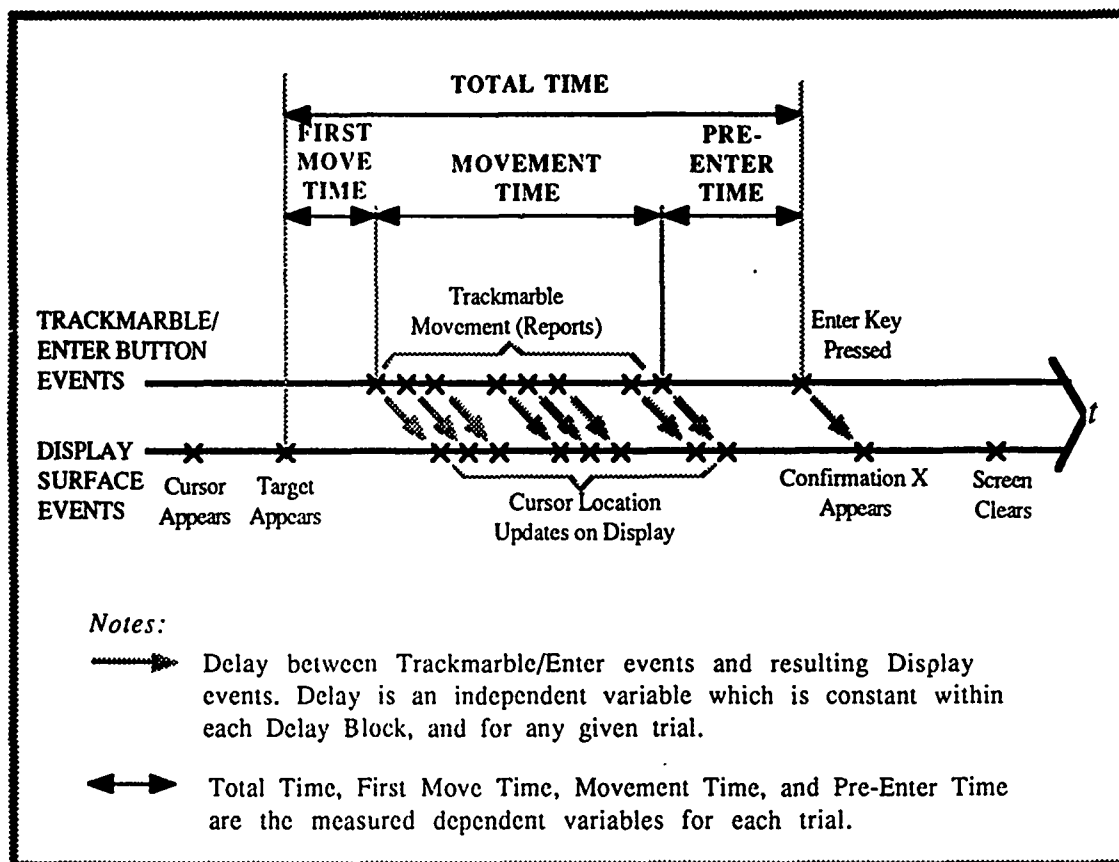 TOTAL TIME
FIRST
MOVE
TIME
MOVEMENT
TIME
PRE-
ENTER
TIME
TRACKMARBLE/
ENTER BUTTON
EVENTS
Trackmarble
Movement (Reports)
Enter Key
Pressed
t
DISPLAY
SURFACE
EVENTS
Cursor
Appears
Target
Appears
Cursor Location
Updates on Display
Confirmation X
Appears
Screen
Clears
Notes:
Delay between Trackmarble/Enter events and resulting Display
events. Delay is an independent variable which is constant within
each Delay Block, and for any given trial.
Total Time, First Move Time, Movement Time, and Pre-Enter Time
are the measured dependent variables for each trial.